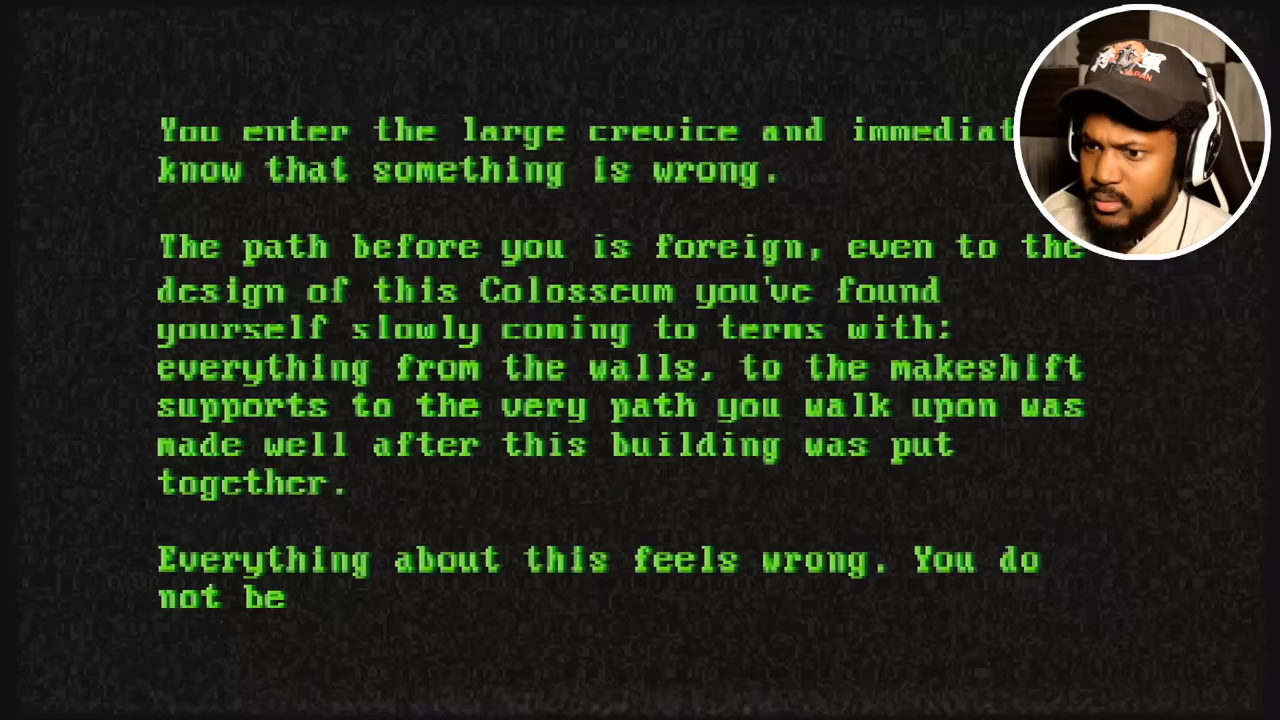 You enter the large crevice and immediat
know that something is wrong.
The path before you is foreign, even to the
design of this Colosseum you've found
yourself slowly coming to terms with;
everything from the walls, to the makeshift
supports to the very path you walk upon was
made well after this building was put
together.
Everything about this feels wrong. You do
not be
JAPAN